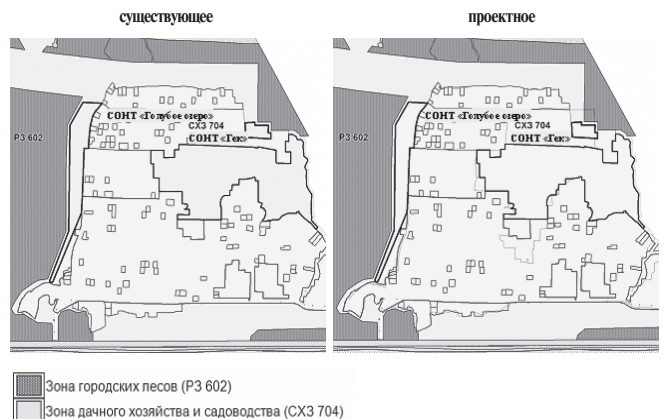 существующее
проектное
СОНТ «Голубое озеро»
СХЗ 704
СОНТ «Гек»
РЗ 602
СОНТ «Голубое озеро»
СХЗ 704
СОНТ «Гек»
РЗ 602
Зона городских лесов (РЗ 602)
Зона дачного хозяйства и садоводства (СХЗ 704)